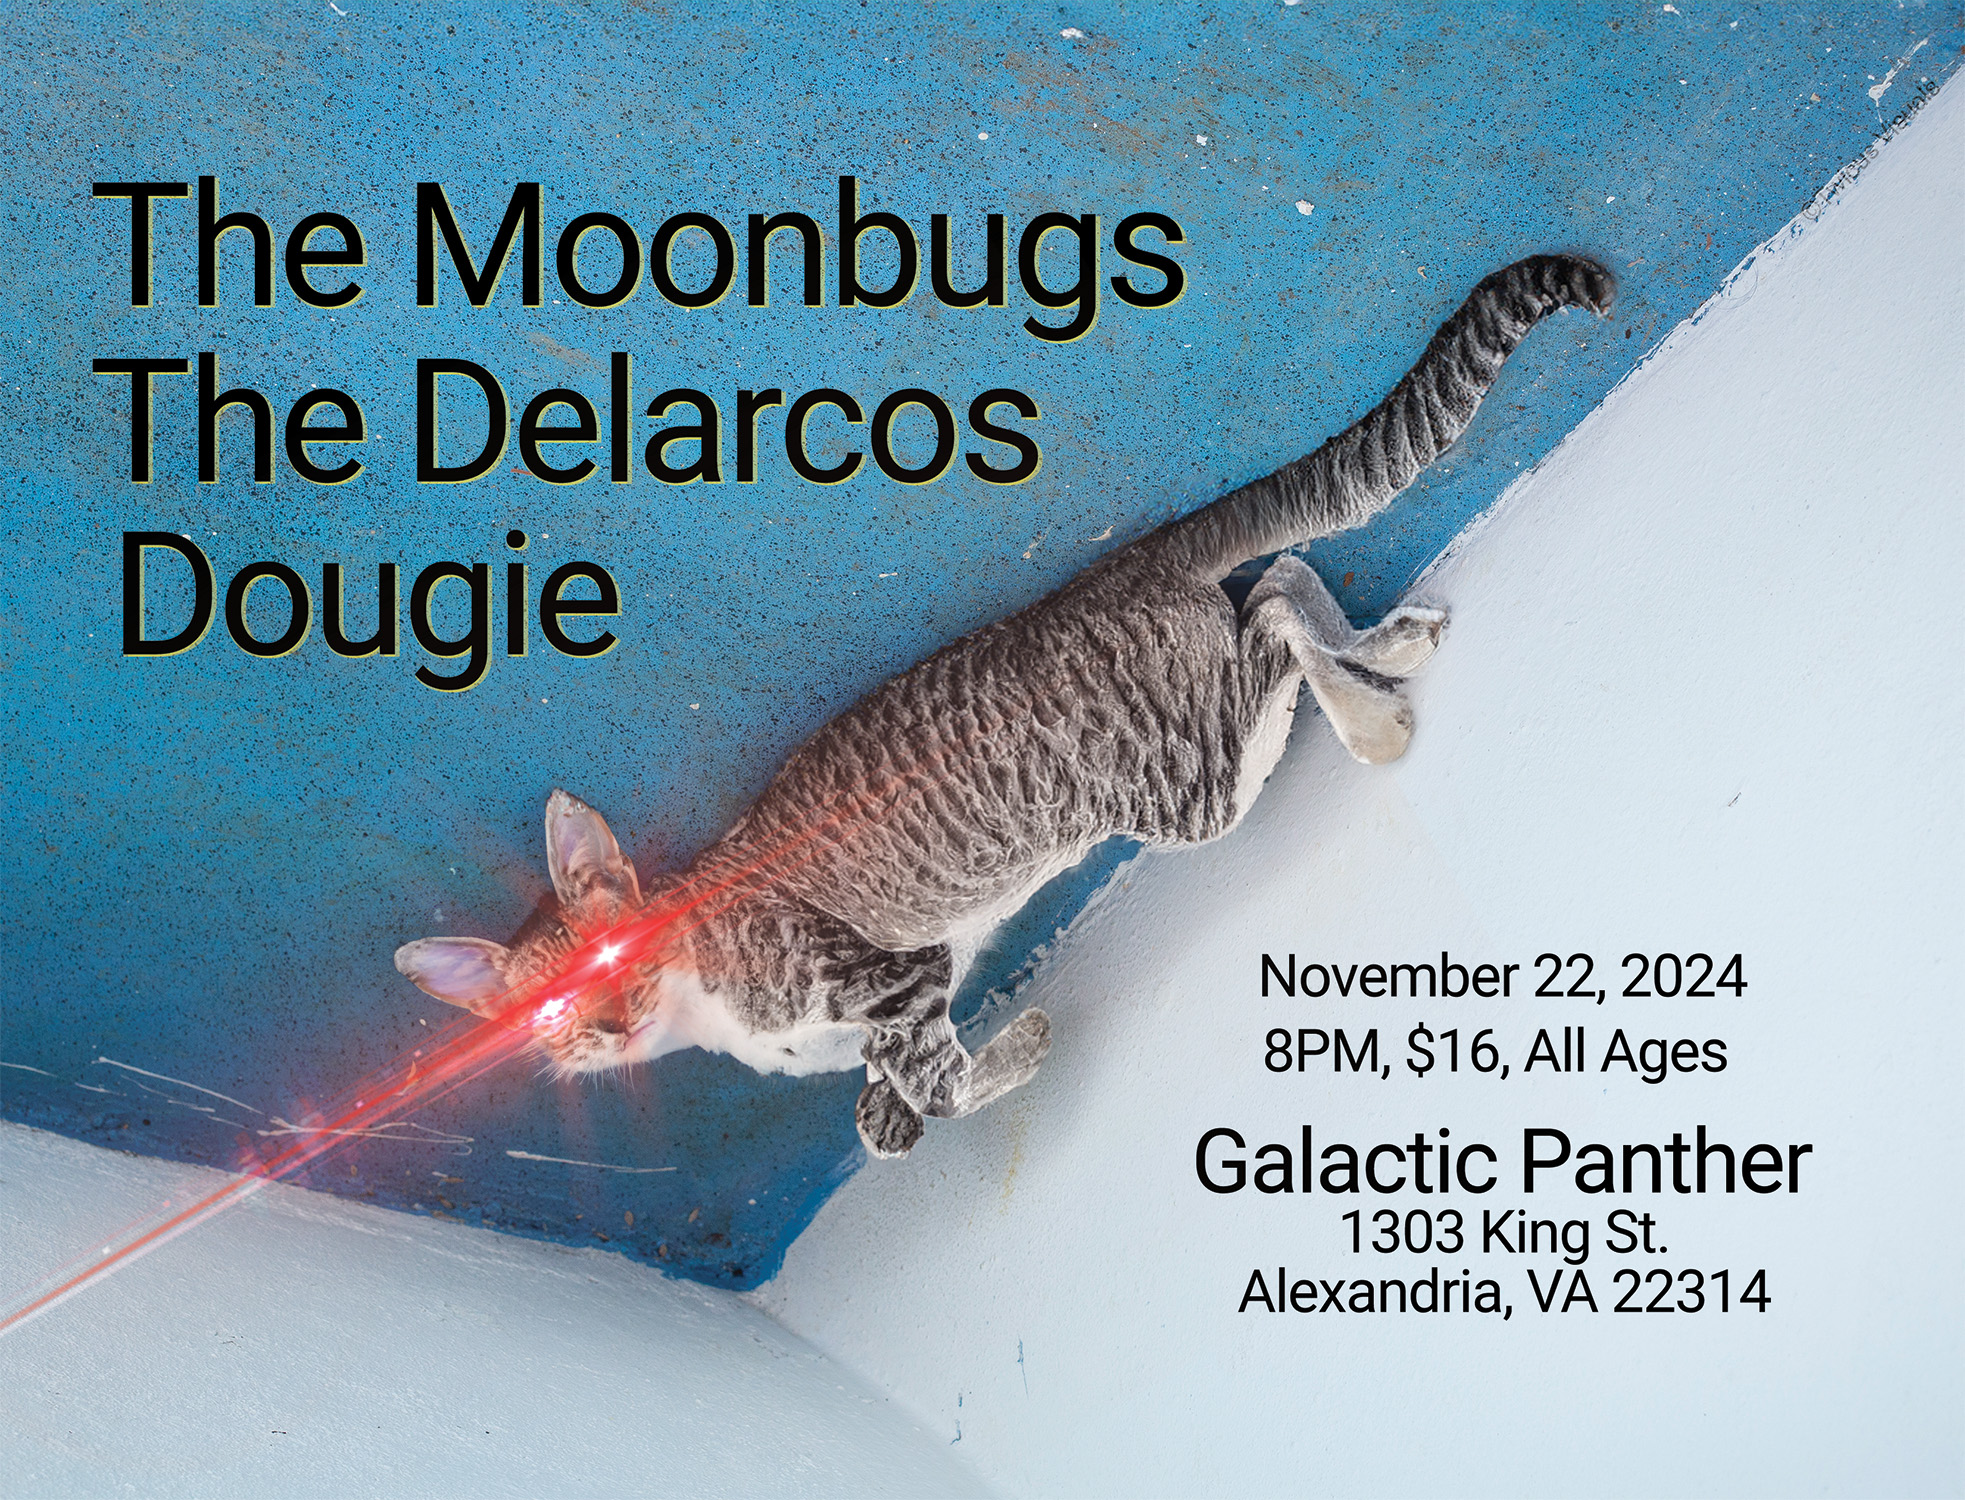 The Moonbugs
The Delarcos
Dougie
November 22, 2024
8PM, $16, All Ages
Galactic Panther
1303 King St.
Alexandria, VA 22314